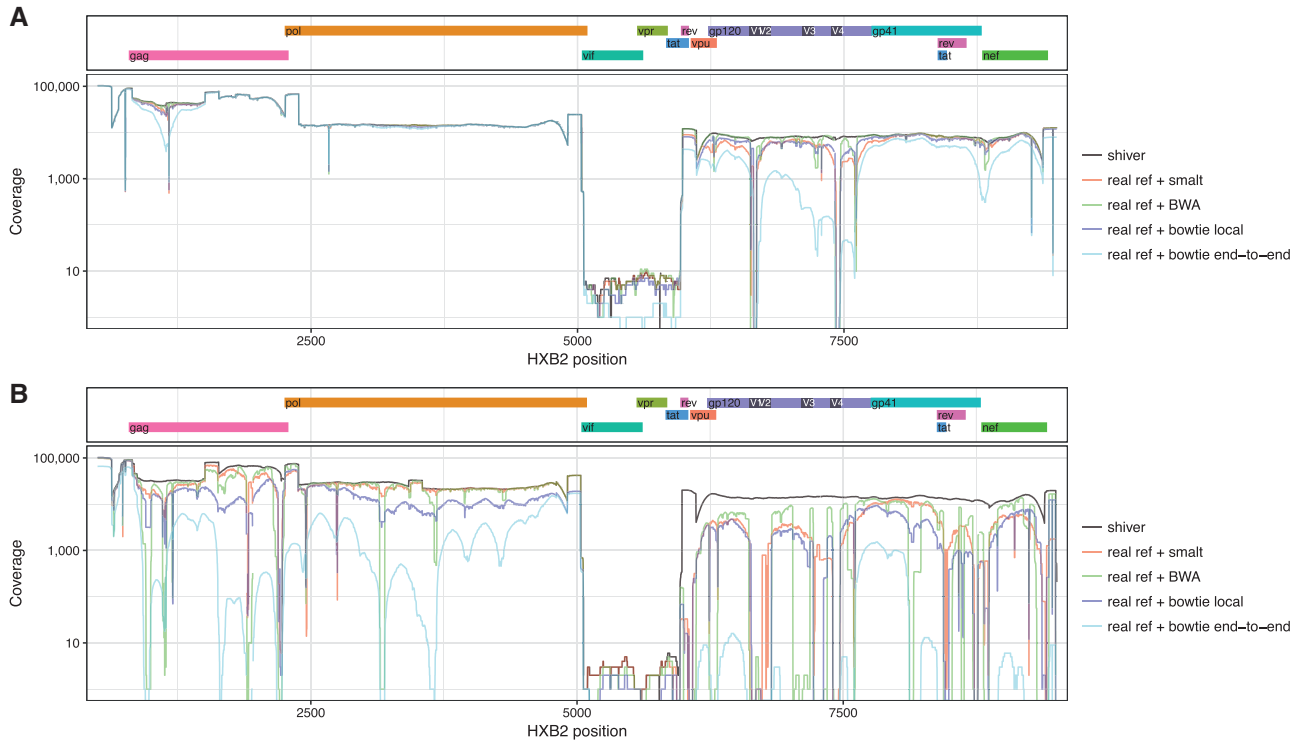 A
pol
vpr
rev
gp120
V1
V2
V3
V4
gp41
tat
vpu
rev
gag
vif
tat
nef
100,000
1,000
10
Coverage
2500
5000
7500
HXB2 position
shiver
real ref + smalt
real ref + BWA
real ref + bowtie local
real ref + bowtie end−to−end
B
pol
vpr
rev
gp120
V1
V2
V3
V4
gp41
tat
vpu
rev
gag
vif
tat
nef
100,000
1,000
10
Coverage
2500
5000
7500
HXB2 position
shiver
real ref + smalt
real ref + BWA
real ref + bowtie local
real ref + bowtie end−to−end